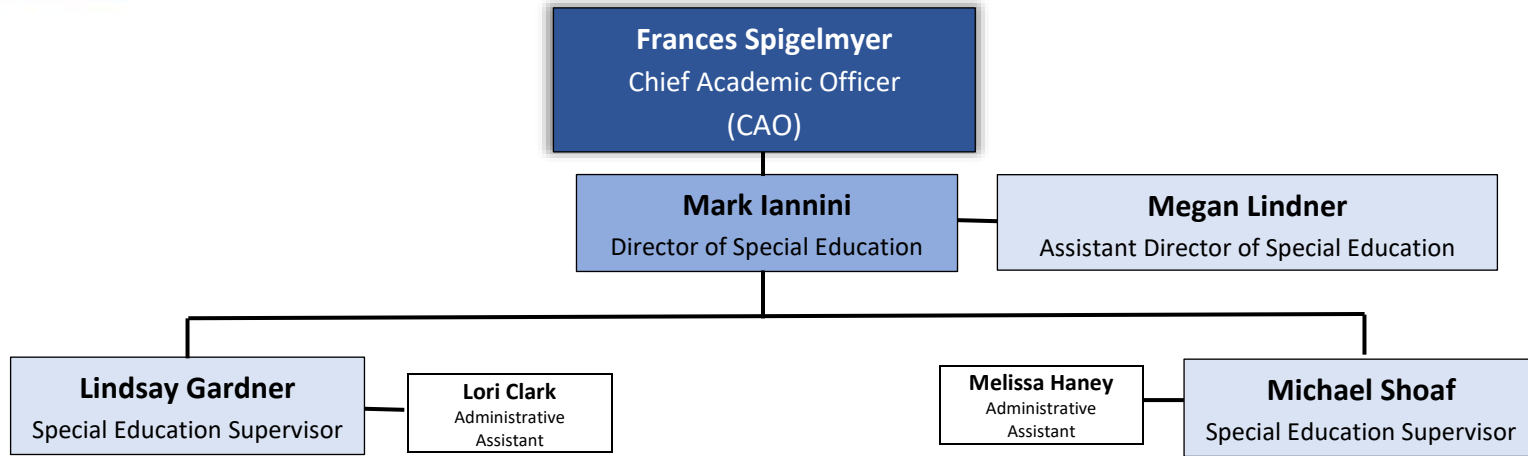 Frances Spigelmyer
Chief Academic Officer
(CAO)
Mark Iannini
Director of Special Education
Megan Lindner
Assistant Director of Special Education
Lindsay Gardner
Special Education Supervisor
Lori Clark
Administrative
Assistant
Melissa Haney
Administrative
Assistant
Michael Shoaf
Special Education Supervisor